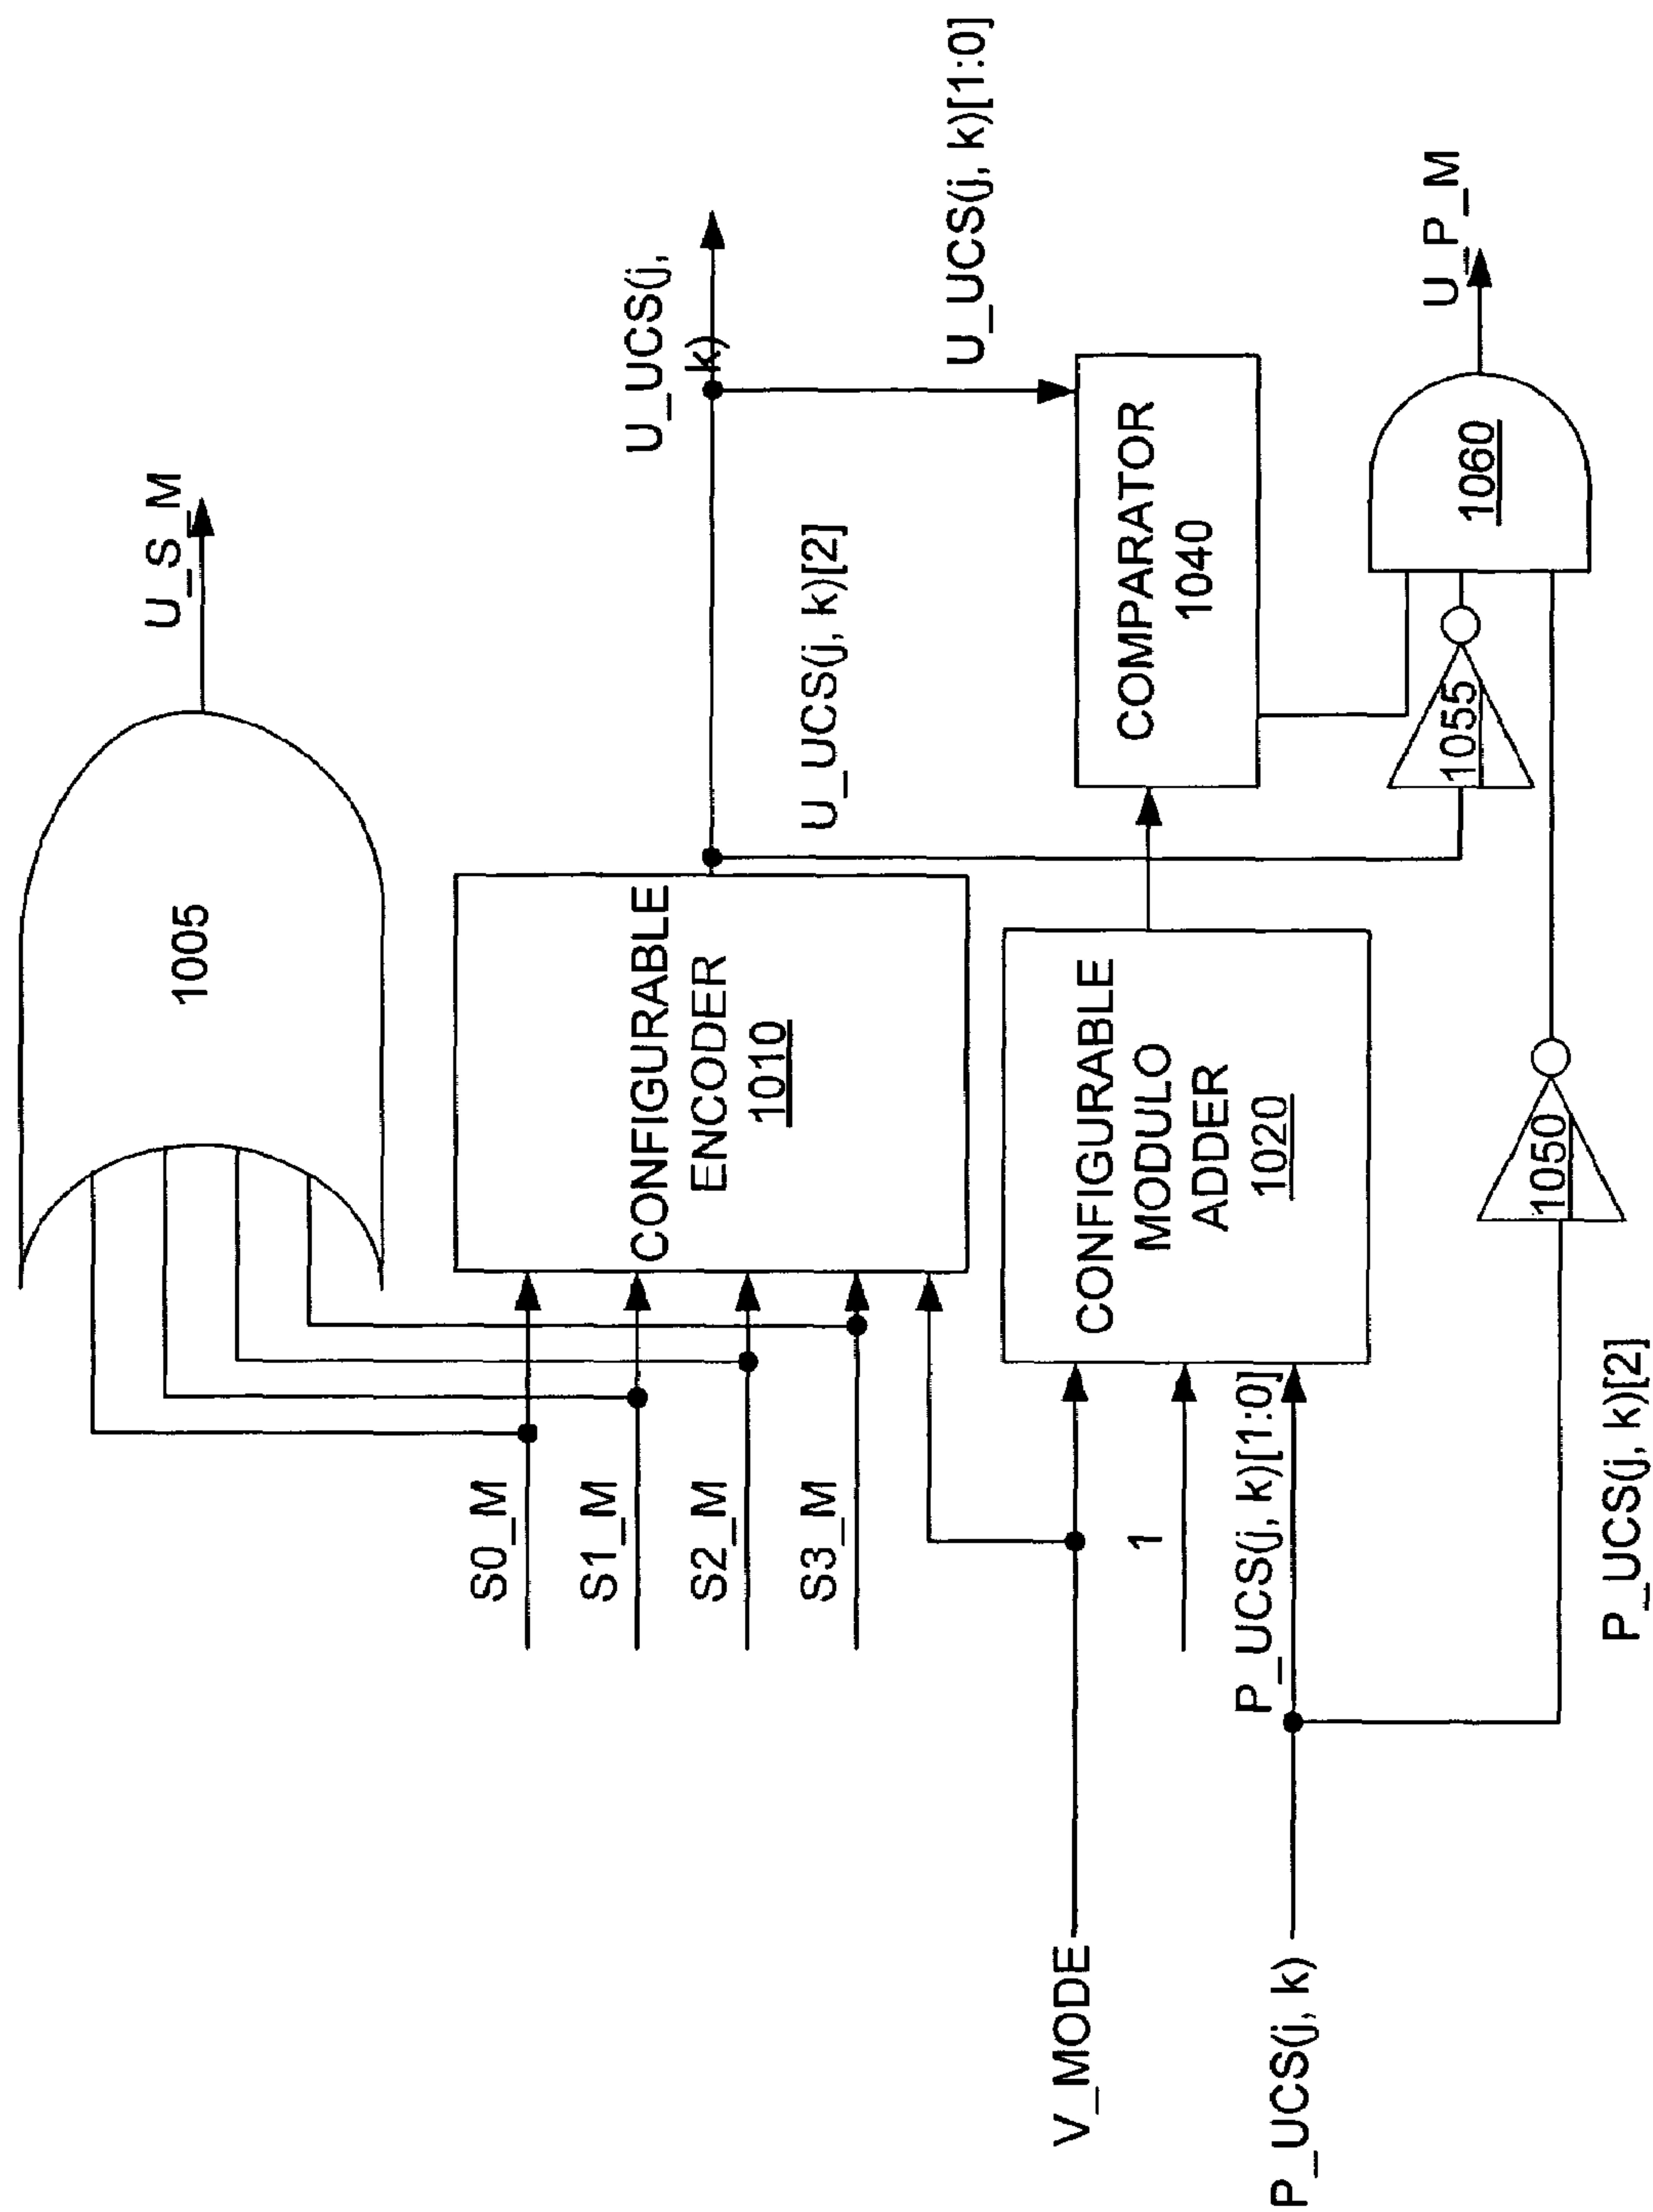 U_S_M
1005
U_UCS(j,
k)
U_UCS(j, k)[2]
U_UCS(j, k)[1:0]
S0_M
S1_M
S2_M
S3_M
CONFIGURABLE
ENCODER
1010
V_MODE
1
P_UCS(j, k)[1:0]
P_UCS(j, k)
CONFIGURABLE
MODULO
ADDER
1020
COMPARATOR
1040
1055
1060
U_P_M
1050
P_UCS(j, k)[2]